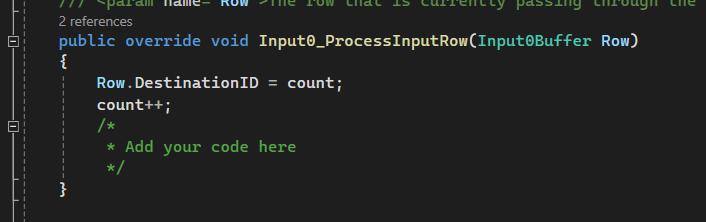 /// <param name="Row">The row that is currently passing through the
2 references
public override void Input0_ProcessInputRow(Input0Buffer Row)
{
Row.DestinationID = count;
count++;
/*
* Add your code here
*/
}